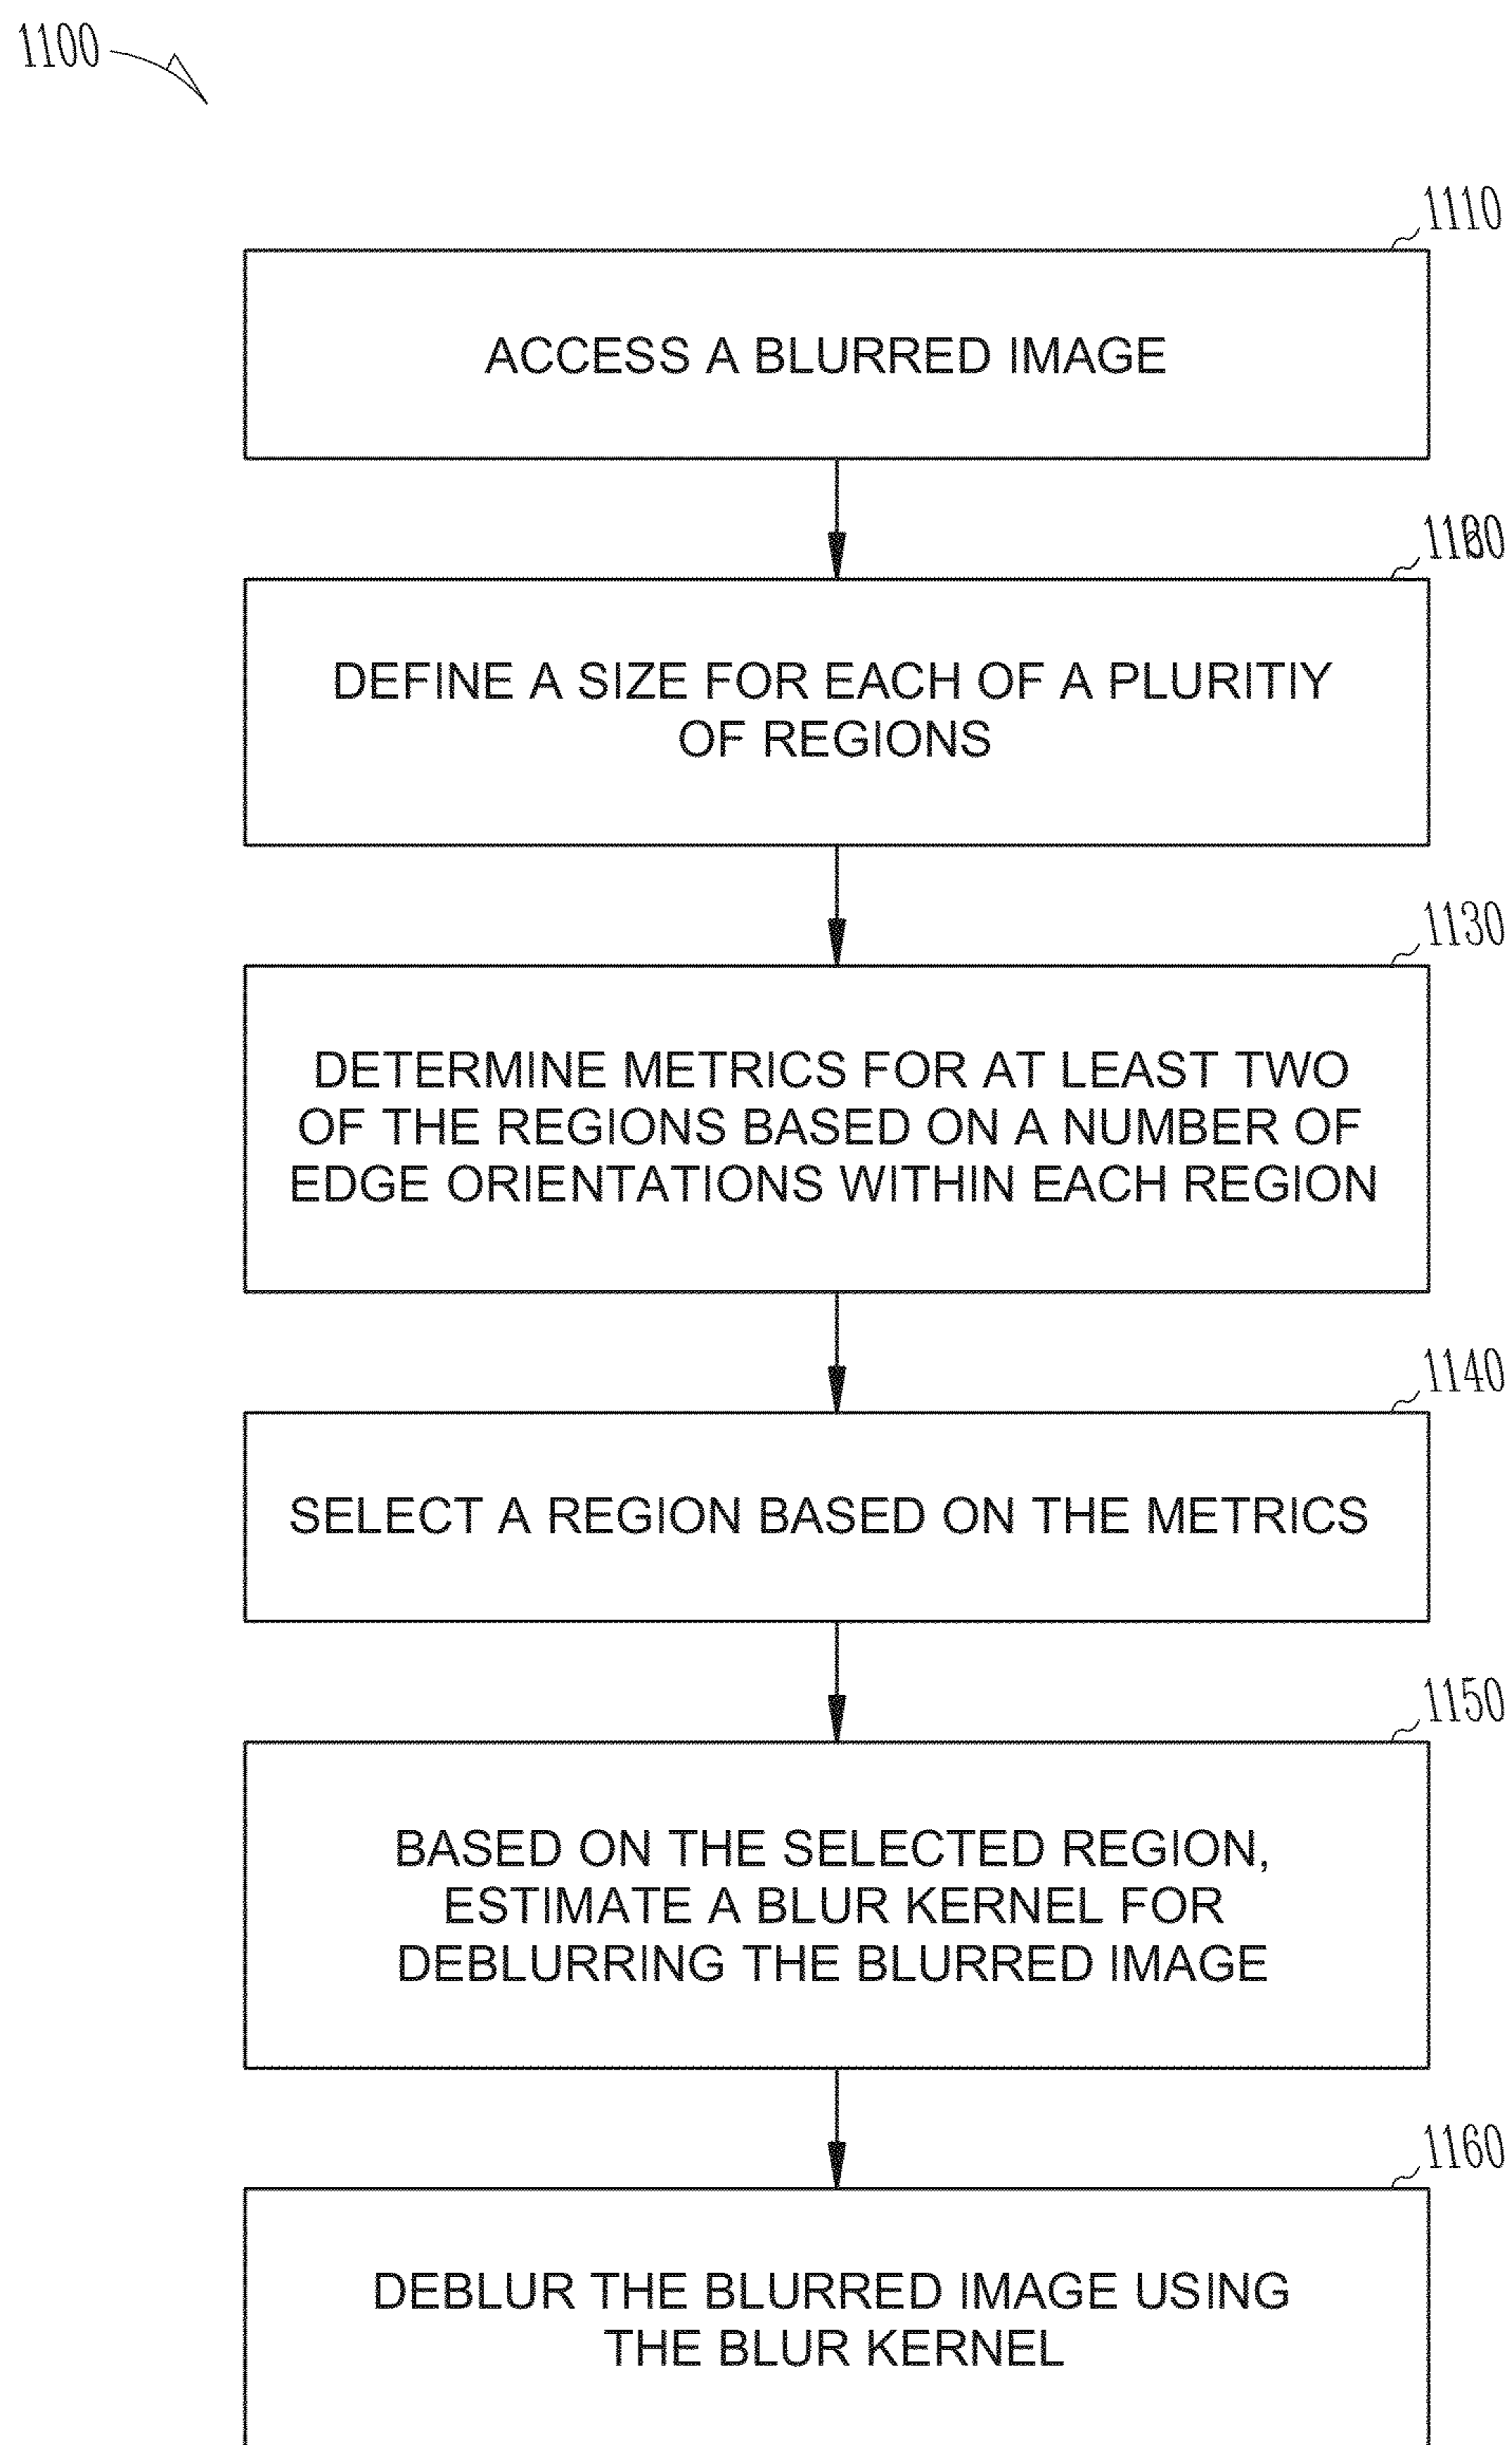 1100
1110
ACCESS A BLURRED IMAGE
DEFINE A SIZE FOR EACH OF A PLURITIY
OF REGIONS
1130
DETERMINE METRICS FOR AT LEAST TWO
OF THE REGIONS BASED ON A NUMBER OF
EDGE ORIENTATIONS WITHIN EACH REGION
1140
SELECT A REGION BASED ON THE METRICS
1150
BASED ON THE SELECTED REGION,
ESTIMATE A BLUR KERNEL FOR
DEBLURRING THE BLURRED IMAGE
1160
DEBLUR THE BLURRED IMAGE USING
THE BLUR KERNEL